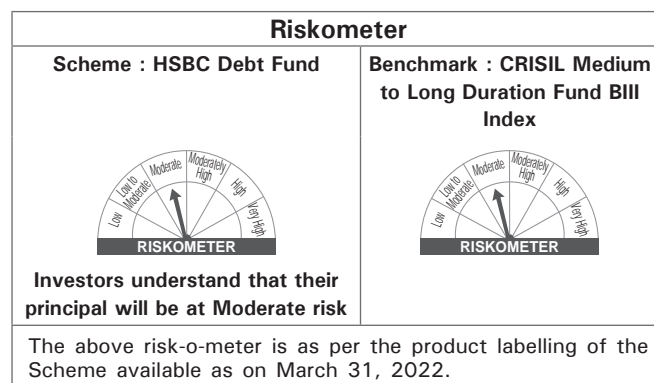 Riskometer
Scheme : HSBC Debt Fund
Low
Low to
Moderate
Moderate
Moderately
High
High
Very High
RISKOMETER
Investors understand that their
principal will be at Moderate risk
Benchmark : CRISIL Medium
to Long Duration Fund BIII
Index
Low
Low to
Moderate
Moderate
Moderately
High
High
Very High
RISKOMETER
The above risk-o-meter is as per the product labelling of the
Scheme available as on March 31, 2022.